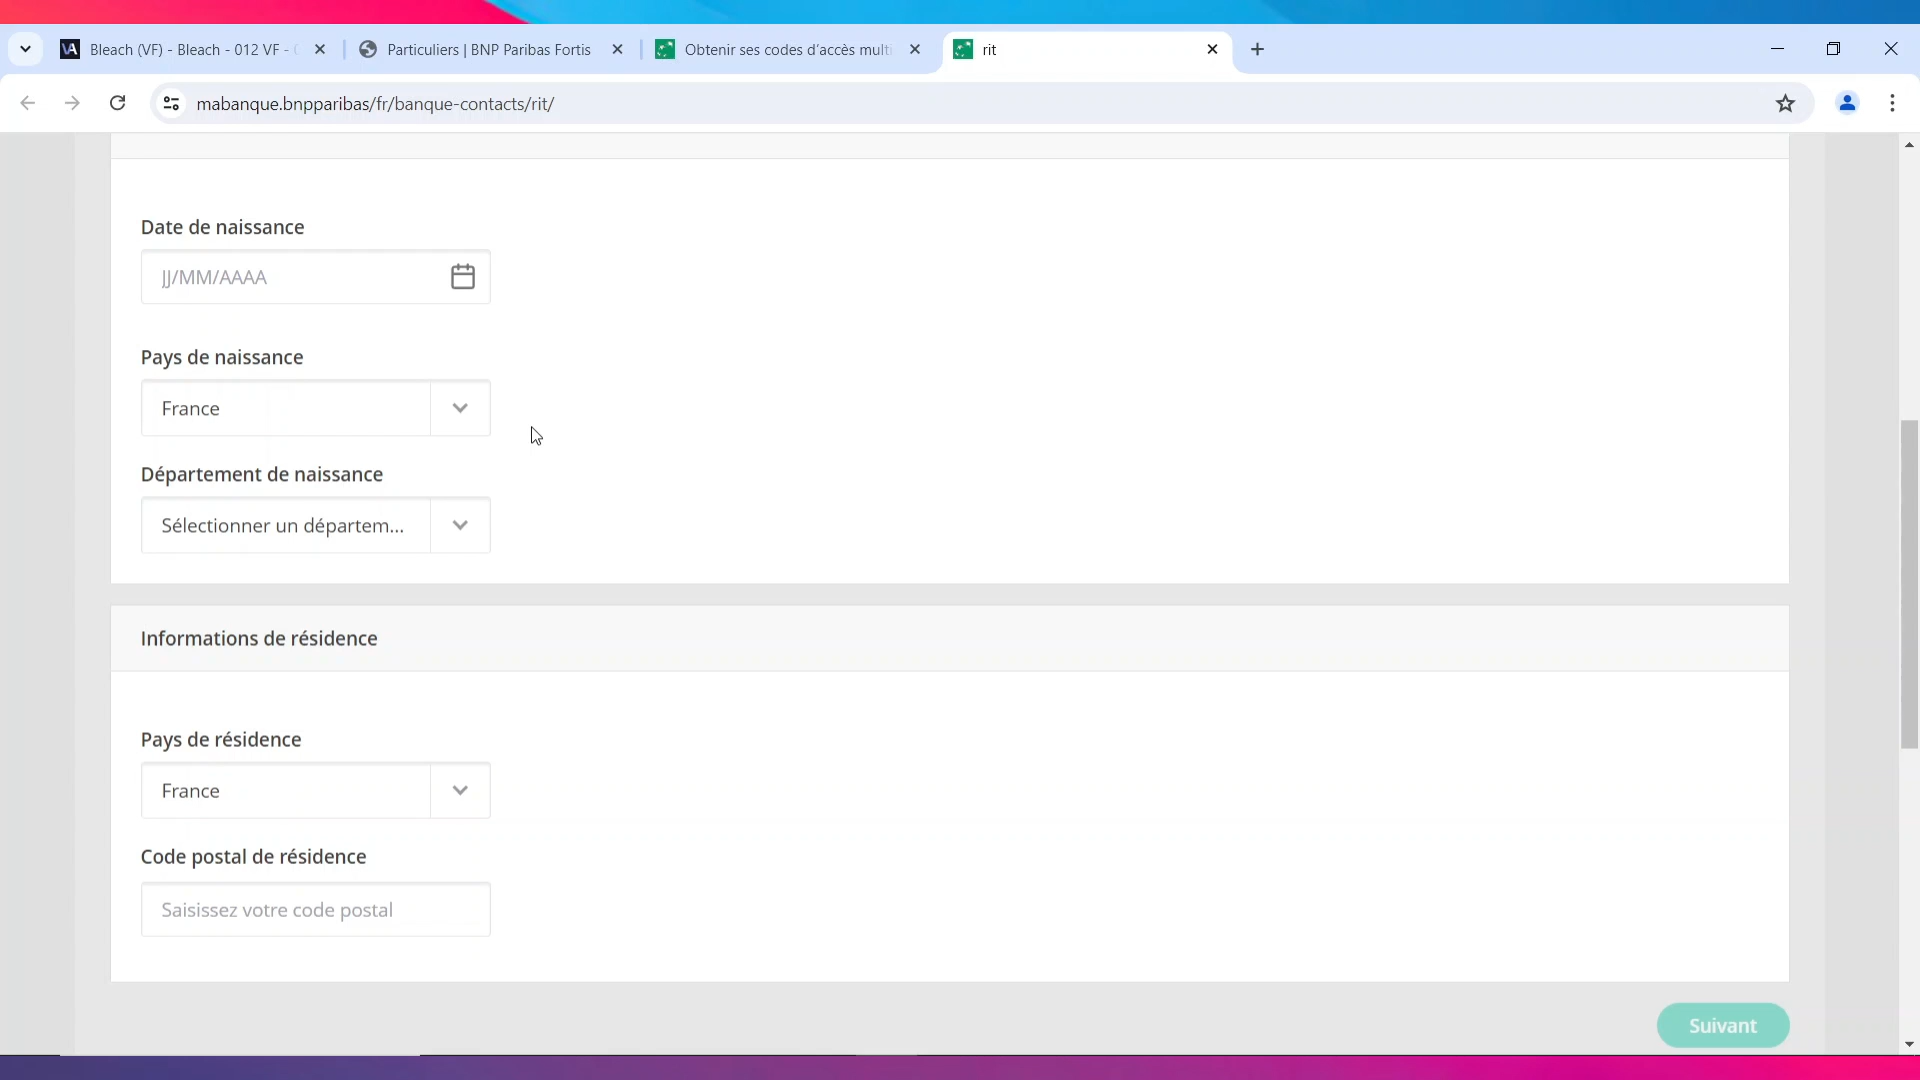 Bleach (VF) - Bleach - 012 VF -
Particuliers | BNP Paribas Fortis
Obtenir ses codes d'accès multi
rit
mabanque.bnpparibas/fr/banque-contacts/rit/
Date de naissance
JJ/MM/AAAA
Pays de naissance
France
Département de naissance
Sélectionner un départem...
Informations de résidence
Pays de résidence
France
Code postal de résidence
Saisissez votre code postal
Suivant